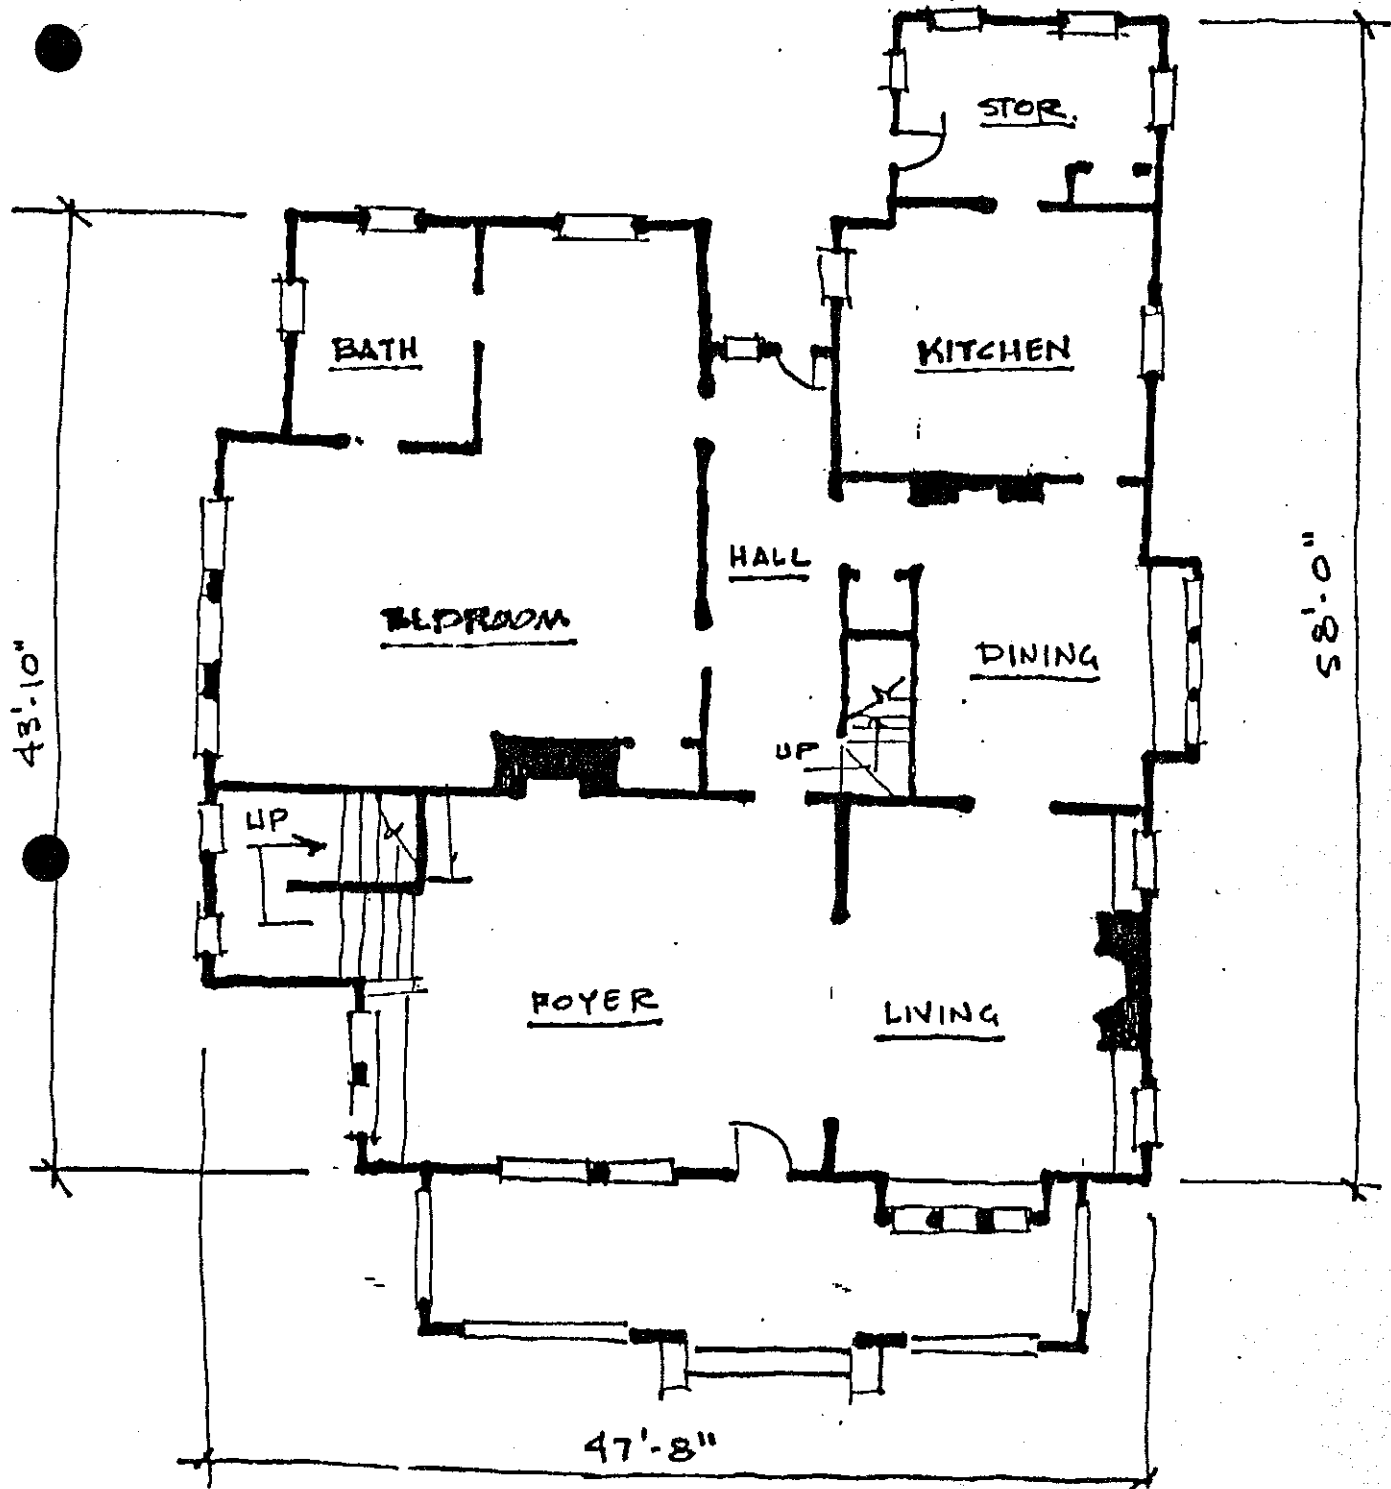 STOR.
BATH
KITCHEN
HALL
BEDROOM
DINING
UP
UP
FOYER
LIVING
43'-10"
58'-0"
47'-8"